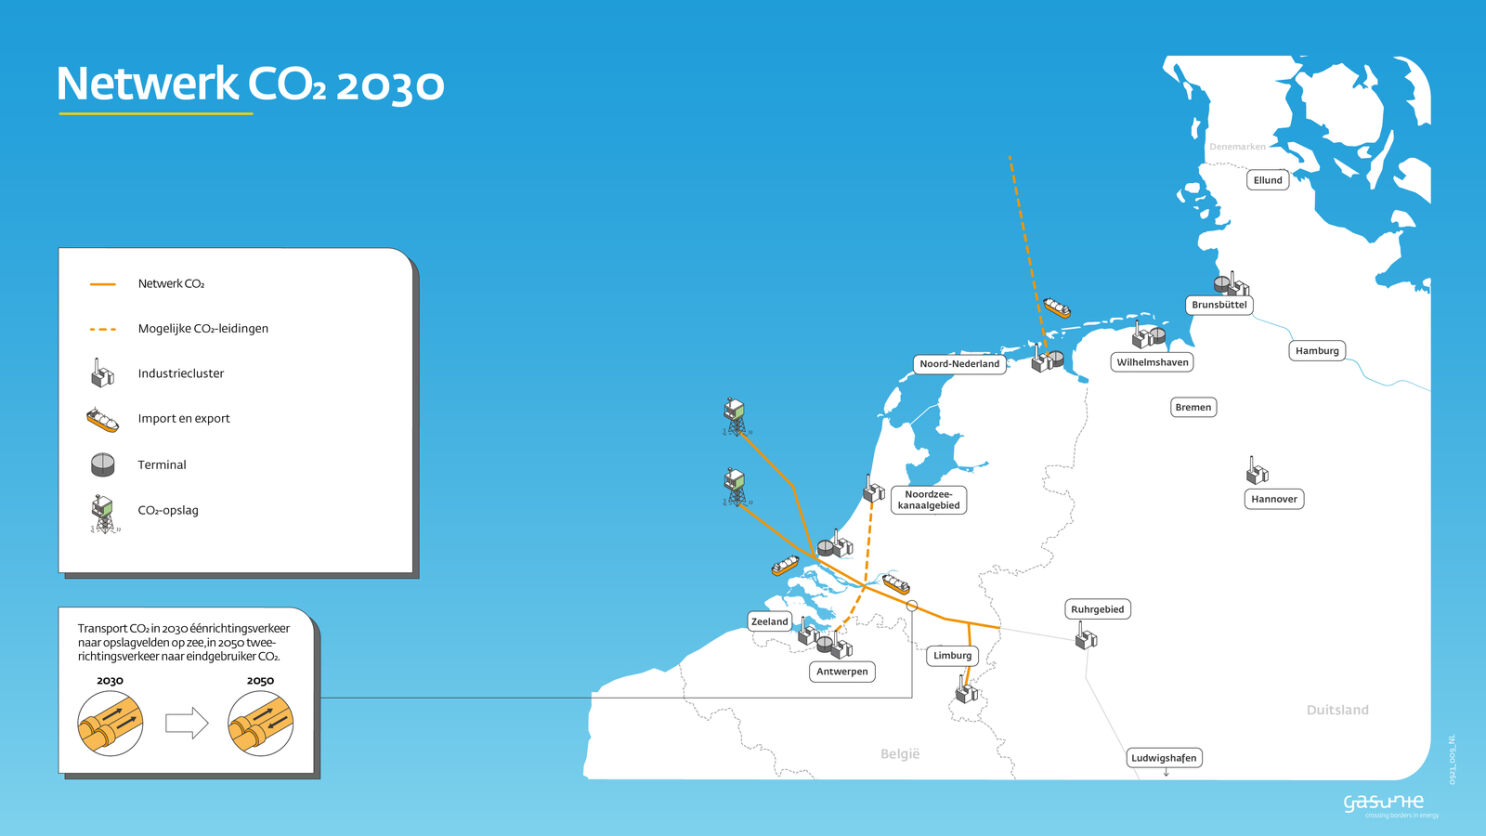 Netwerk CO₂ 2030
Netwerk CO₂
Mogelijke CO₂-leidingen
Industriecluster
Import en export
Terminal
CO₂-opslag
Transport CO₂ in 2030 éénrichtingsverkeer
naar opslagvelden op zee, in 2050 twee-
richtingsverkeer naar eindgebruiker CO₂.
2030
2050
Denemarken
Ellund
Brunsbüttel
Hamburg
Noord-Nederland
Wilhelmshaven
Bremen
Noordzee-
kanaalgebied
Hannover
Zeeland
Ruhrgebied
Antwerpen
Limburg
Duitsland
België
Ludwigshafen
gasunie
crossing borders in energy